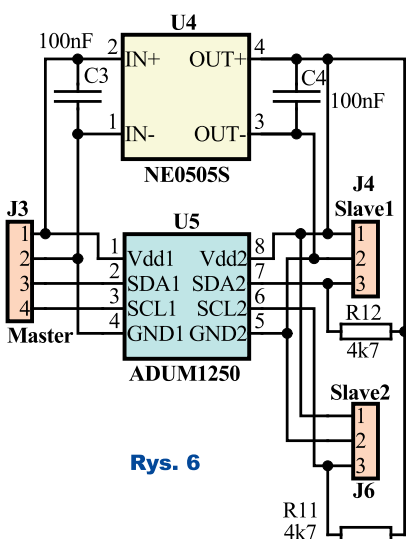 U4
100nF
2 IN+ OUT+ 4
C3
C4
100nF
1 IN- OUT- 3
NE0505S
J4
Slave1
J3
U5
1
2
3
4
Master
1 Vdd1 Vdd2 8
2 SDA1 SDA2 7
3 SCL1 SCL2 6
4 GND1 GND2 5
ADUM1250
1
2
3
R12
4k7
Slave2
1
2
3
J6
Rys. 6
R11
4k7